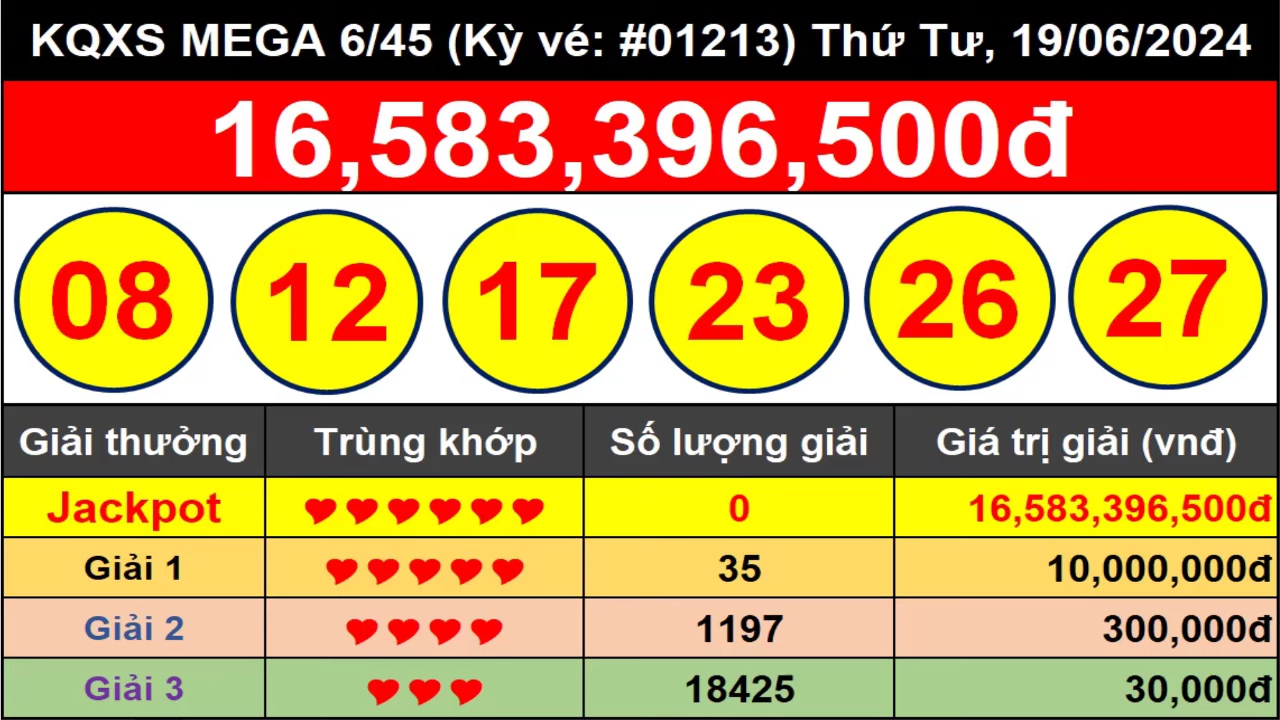 KQXS MEGA 6/45 (Kỳ vé: #01213) Thứ Tư, 19/06/2024
16,583,396,500đ
08 12 17 23 26 27
Giải thưởng Trùng khớp Số lượng giải Giá trị giải (vnđ)
Jackpot 0 16,583,396,500đ
Giải 1 35 10,000,000đ
Giải 2 1197 300,000đ
Giải 3 18425 30,000đ